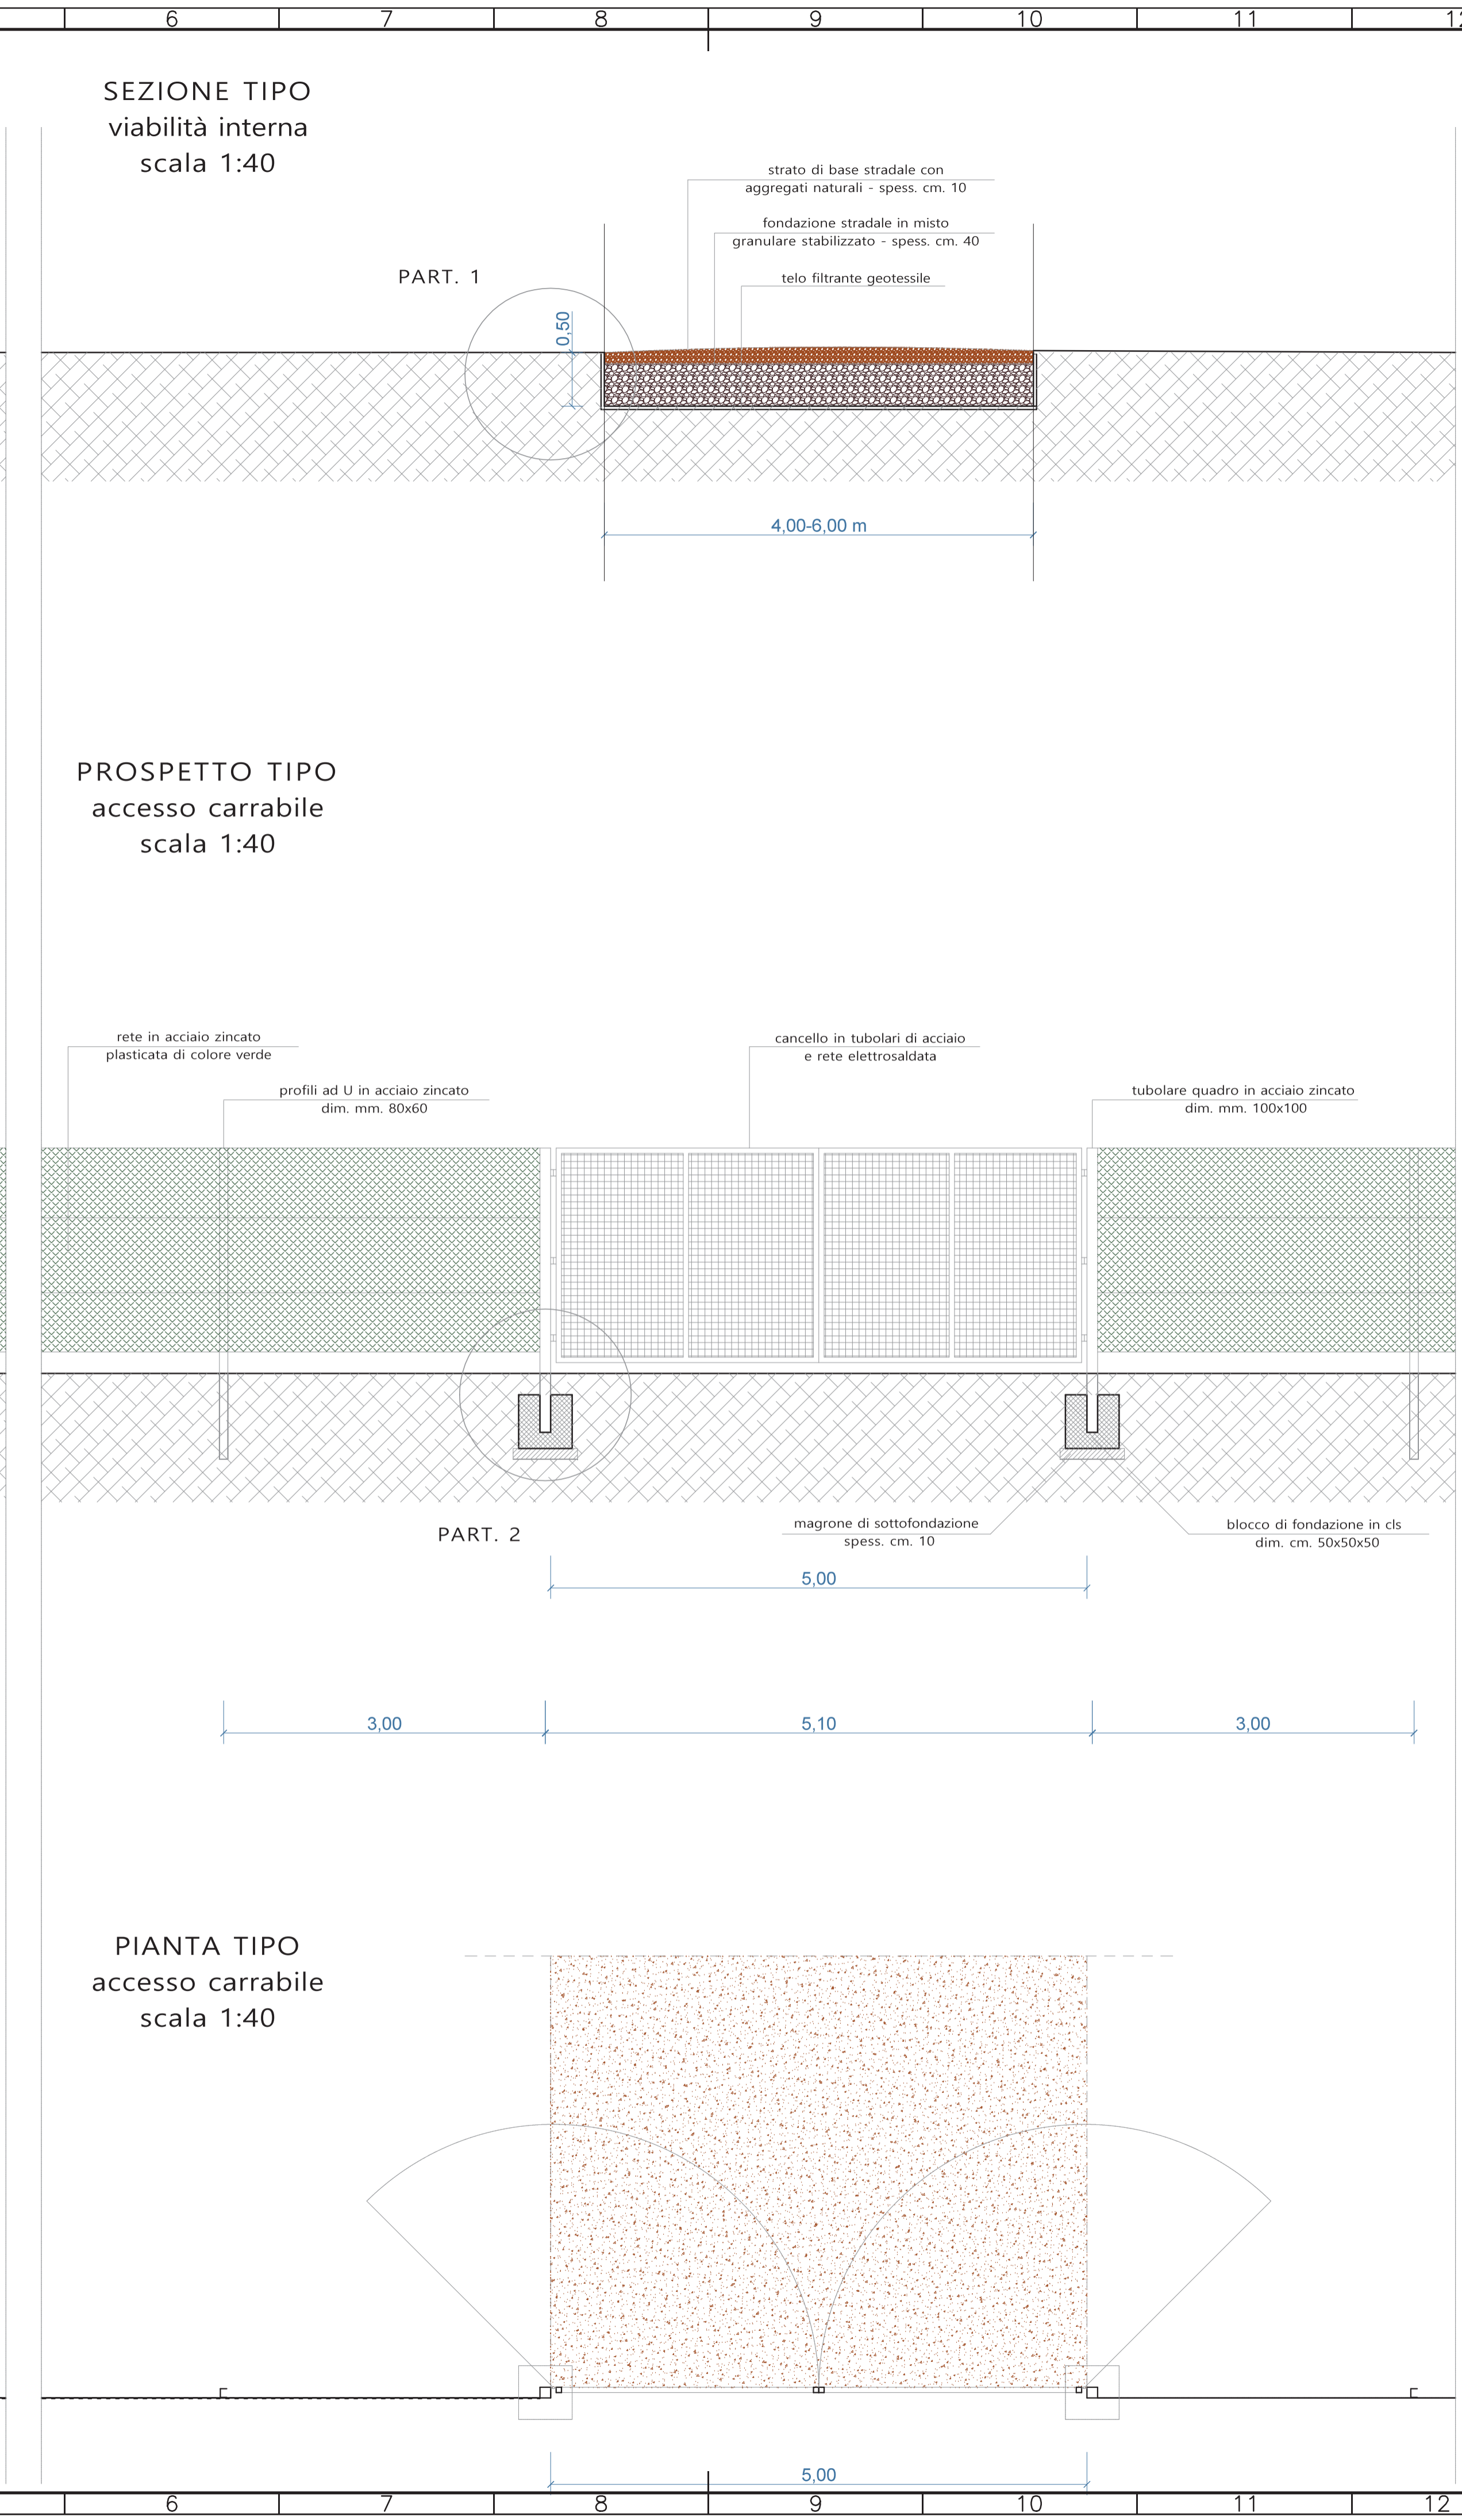 6 7 8 9 10 11 12
SEZIONE TIPO
viabilità interna
scala 1:40
strato di base stradale con
aggregati naturali - spess. cm. 10
fondazione stradale in misto
granulare stabilizzato - spess. cm. 40
telo filtrante geotessile
PART. 1
0,50
4,00-6,00 m
PROSPETTO TIPO
accesso carrabile
scala 1:40
rete in acciaio zincato
plasticata di colore verde
profili ad U in acciaio zincato
dim. mm. 80x60
cancello in tubolari di acciaio
e rete elettrosaldata
tubolare quadro in acciaio zincato
dim. mm. 100x100
PART. 2
magrone di sottofondazione
spess. cm. 10
blocco di fondazione in cls
dim. cm. 50x50x50
5,00
3,00
5,10
3,00
PIANTA TIPO
accesso carrabile
scala 1:40
5,00
6 7 8 9 10 11 12